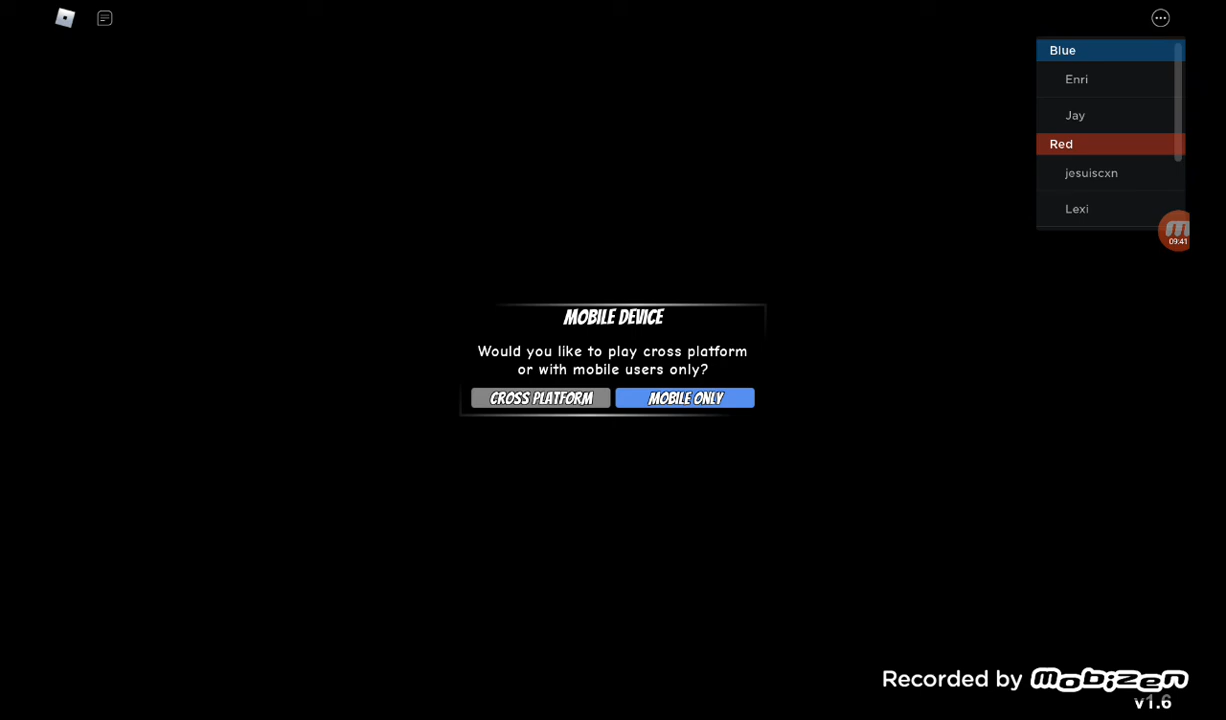 Blue
Enri
Jay
Red
jesuiscxn
Lexi
09:41
MOBILE DEVICE
Would you like to play cross platform
or with mobile users only?
CROSS PLATFORM
MOBILE ONLY
Recorded by mobizen
v1.6